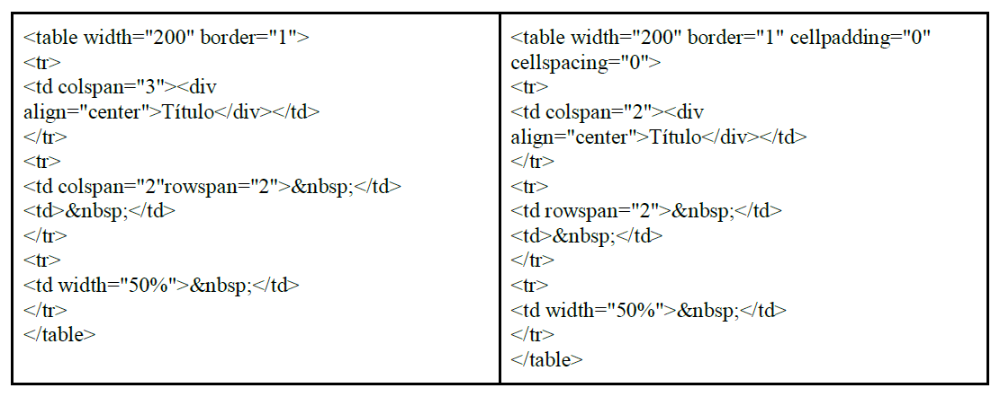 <table width="200" border="1">
<tr>
<td colspan="3"><div
align="center">Título</div></td>
</tr>
<tr>
<td colspan="2"rowspan="2">&nbsp;</td>
<td>&nbsp;</td>
</tr>
<tr>
<td width="50%">&nbsp;</td>
</tr>
</table>
<table width="200" border="1" cellpadding="0"
cellspacing="0">
<tr>
<td colspan="2"><div
align="center">Título</div></td>
</tr>
<tr>
<td rowspan="2">&nbsp;</td>
<td>&nbsp;</td>
</tr>
<tr>
<td width="50%">&nbsp;</td>
</tr>
</table>